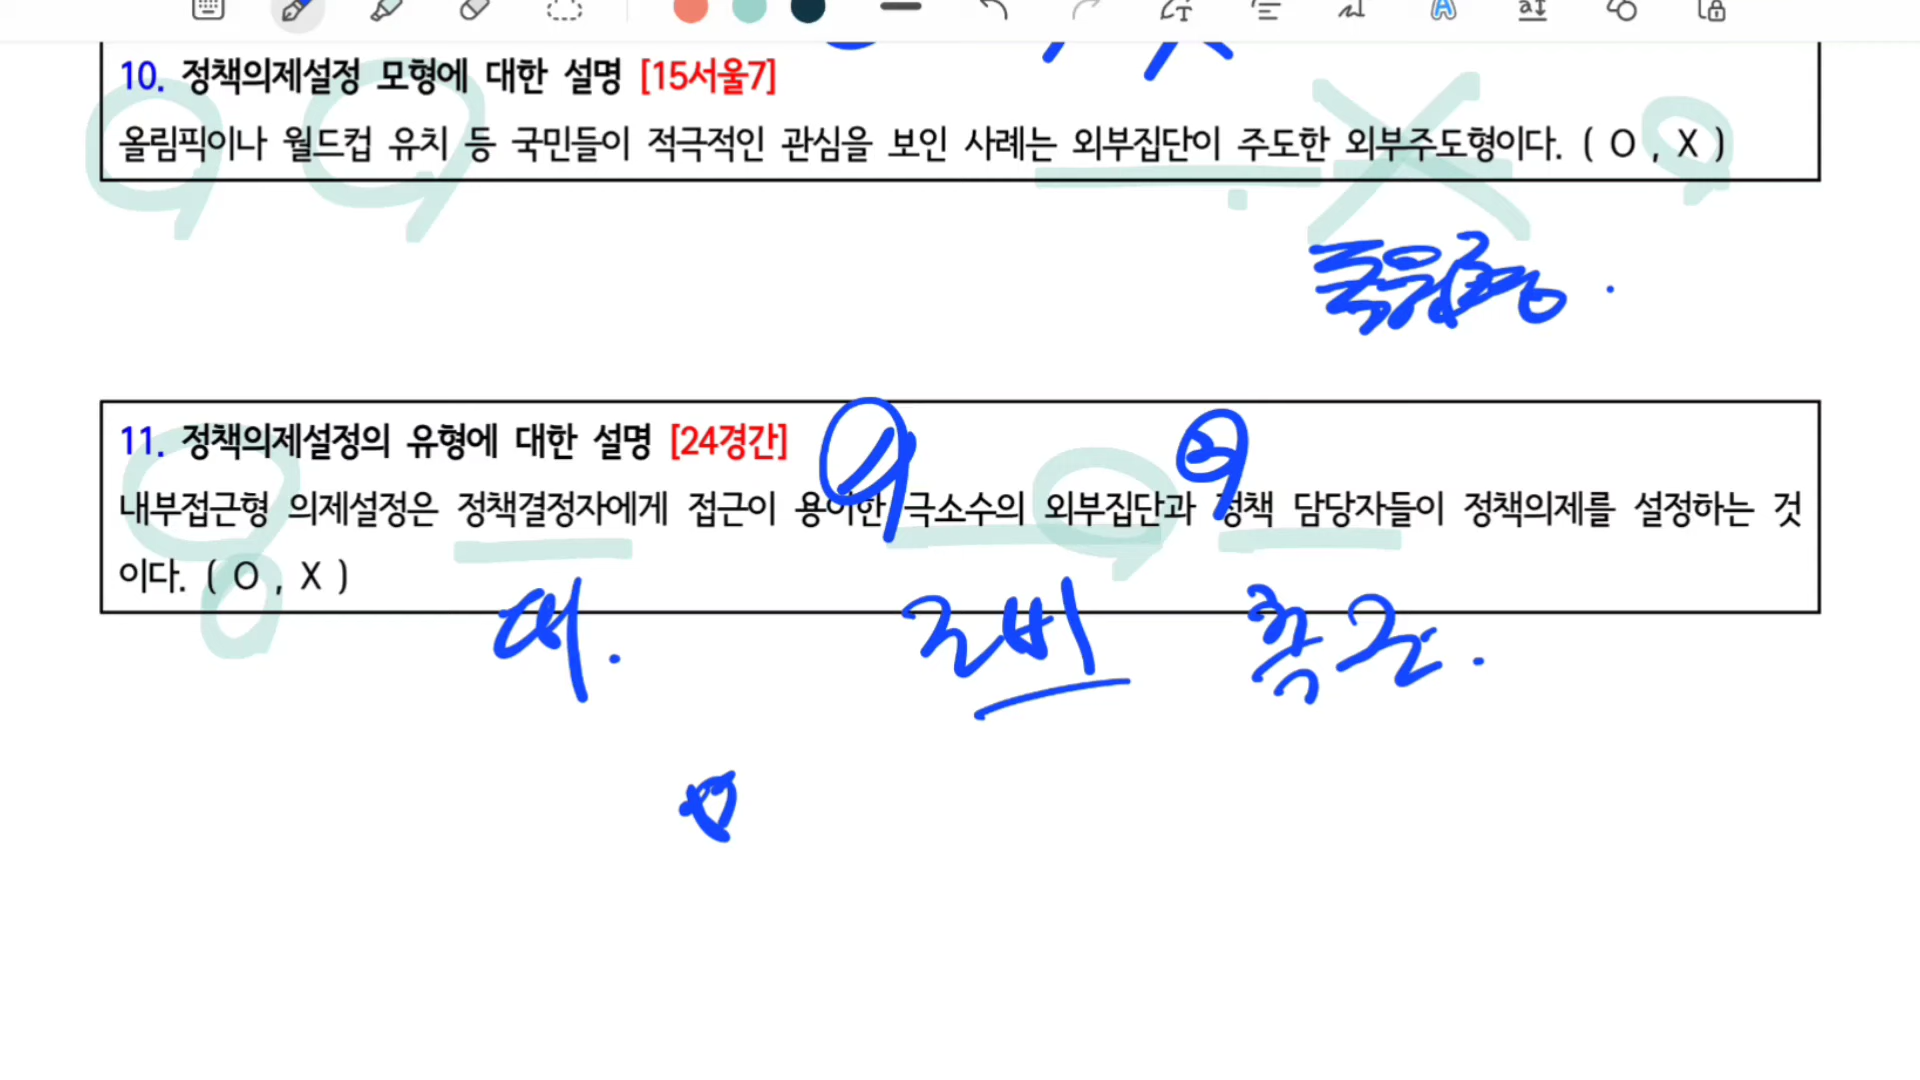 10. 정책의제설정 모형에 대한 설명 [15서울7]
올림픽이나 월드컵 유치 등 국민들이 적극적인 관심을 보인 사례는 외부집단이 주도한 외부주도형이다. ( O , X )
11. 정책의제설정의 유형에 대한 설명 [24경간]
내부접근형 의제설정은 정책결정자에게 접근이 용이한 극소수의 외부집단과 정책 담당자들이 정책의제를 설정하는 것
이다. ( O , X )
로비 측근.